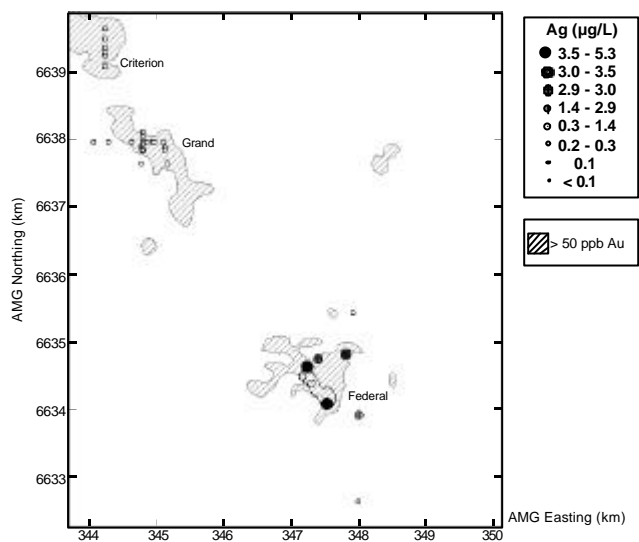 Ag (µg/L)
3.5 - 5.3
3.0 - 3.5
2.9 - 3.0
1.4 - 2.9
0.3 - 1.4
0.2 - 0.3
0.1
< 0.1
> 50 ppb Au
AMG Northing (km)
6639
6638
6637
6636
6635
6634
6633
Criterion
Grand
Federal
344 345 346 347 348 349 350
AMG Easting (km)